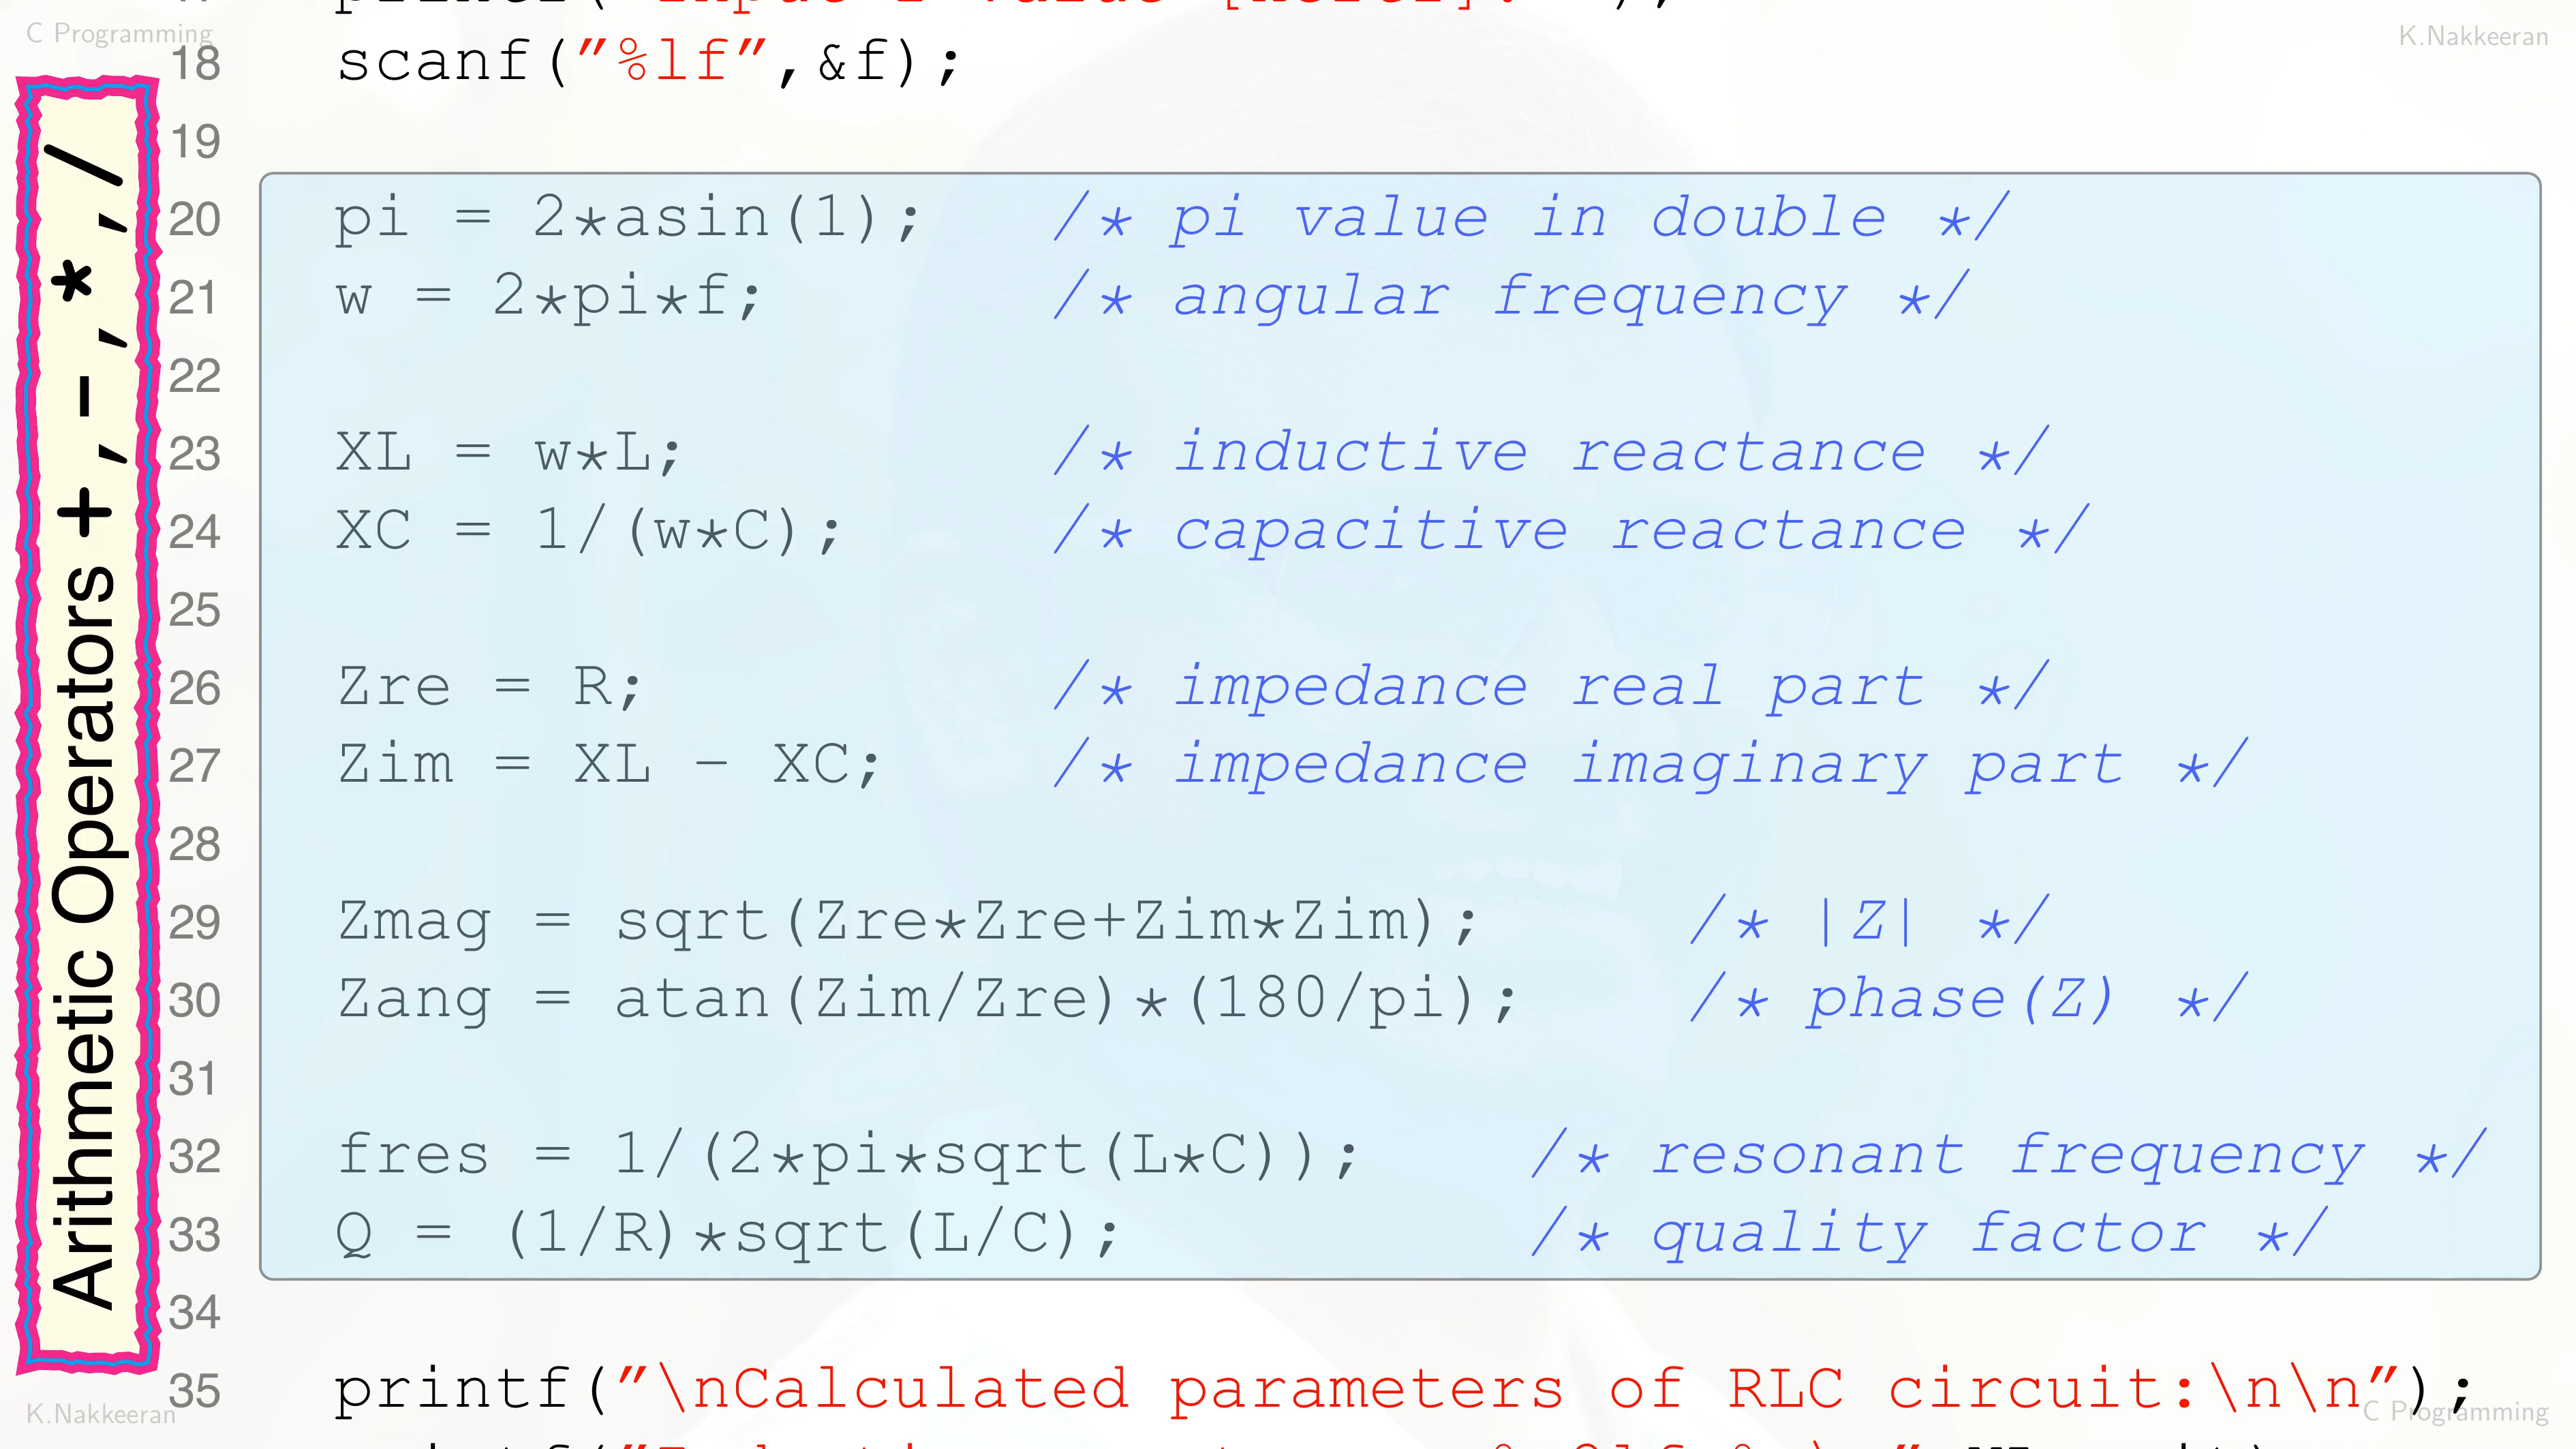 C Programming
K.Nakkeeran
18 scanf("%lf",&f);
19
20 pi = 2*asin(1); /* pi value in double */
21 w = 2*pi*f; /* angular frequency */
22
23 XL = w*L; /* inductive reactance */
24 XC = 1/(w*C); /* capacitive reactance */
25
26 Zre = R; /* impedance real part */
27 Zim = XL - XC; /* impedance imaginary part */
28
29 Zmag = sqrt(Zre*Zre+Zim*Zim); /* |Z| */
30 Zang = atan(Zim/Zre)*(180/pi); /* phase(Z) */
31
32 fres = 1/(2*pi*sqrt(L*C)); /* resonant frequency */
33 Q = (1/R)*sqrt(L/C); /* quality factor */
34
35 printf("\nCalculated parameters of RLC circuit:\n\n");
Arithmetic Operators +,-,*,/
K.Nakkeeran
C Programming